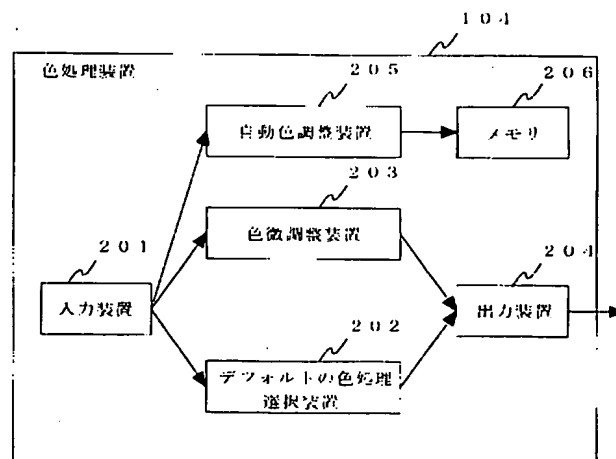 １０４
色処理装置
２０５
２０６
自動色調整装置
メモリ
２０３
色微調整装置
２０１
２０４
入力装置
出力装置
２０２
デフォルトの色処理
選択装置